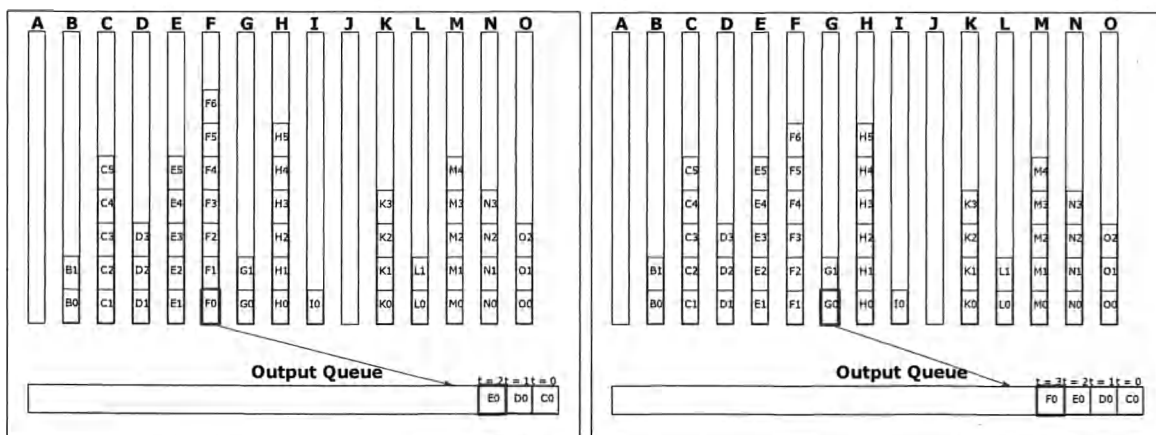 A B C D E F G H I J K L M N O
F6
F5 H5
C5 E5 F4 H4 M4
C4 E4 F3 H3 K3 M3 N3
C3 D3 E3 F2 H2 K2 M2 N2 O2
B1 C2 D2 E2 F1 G1 H1 K1 L1 M1 N1 O1
B0 C1 D1 E1 F0 G0 H0 I0 K0 L0 M0 N0 O0
Output Queue
t = 2 t = 1 t = 0
E0 D0 C0
A B C D E F G H I J K L M N O
F6 H5
C5 E5 F5 H4 M4
C4 E4 F4 H3 K3 M3 N3
C3 D3 E3 F3 H2 K2 M2 N2 O2
B1 C2 D2 E2 F2 G1 H1 K1 L1 M1 N1 O1
B0 C1 D1 E1 F1 G0 H0 I0 K0 L0 M0 N0 O0
Output Queue
t = 3 t = 2 t = 1 t = 0
F0 E0 D0 C0